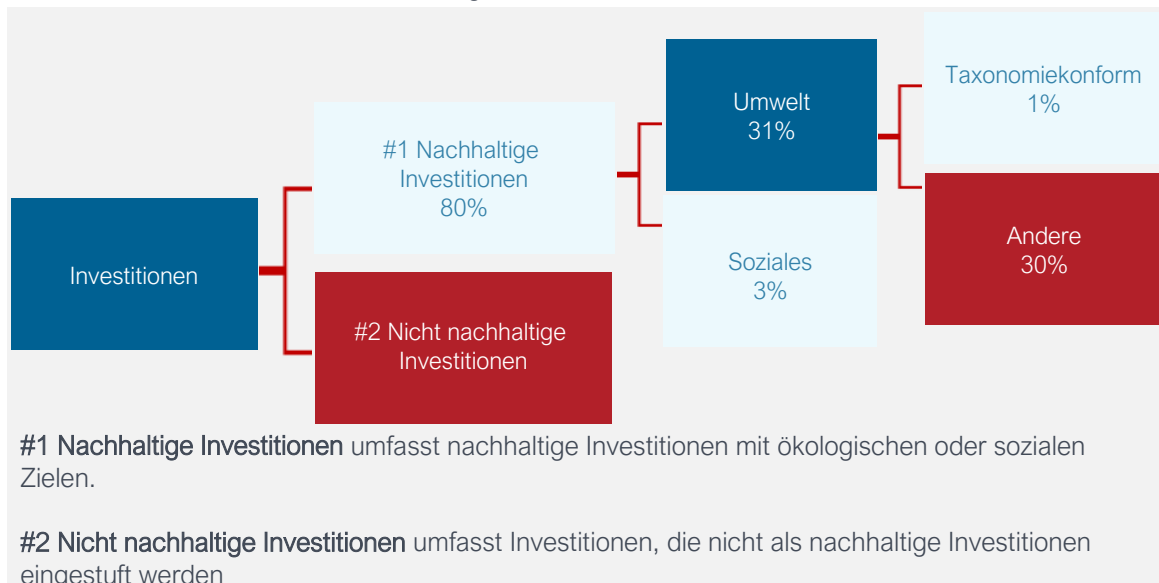 Investitionen
#1 Nachhaltige
Investitionen
80%
#2 Nicht nachhaltige
Investitionen
Umwelt
31%
Soziales
3%
Taxonomiekonform
1%
Andere
30%
#1 Nachhaltige Investitionen umfasst nachhaltige Investitionen mit ökologischen oder sozialen
Zielen.
#2 Nicht nachhaltige Investitionen umfasst Investitionen, die nicht als nachhaltige Investitionen
eingestuft werden